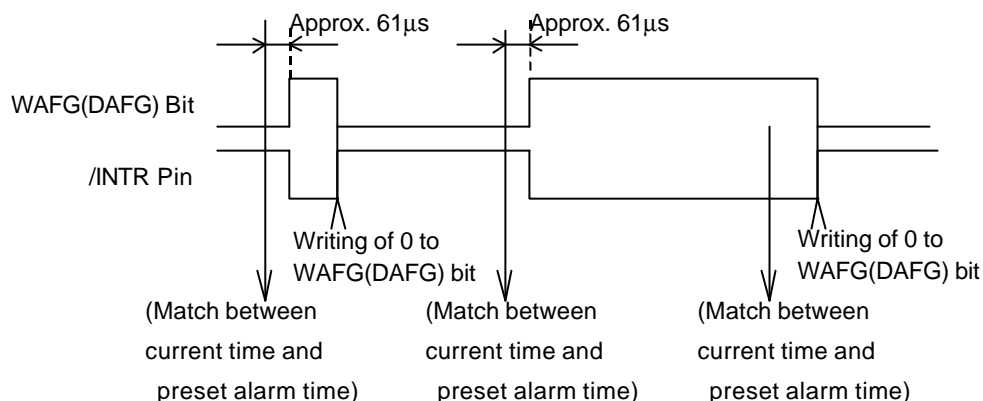 Approx. 61μs
Approx. 61μs
WAFG(DAFG) Bit
/INTR Pin
Writing of 0 to
WAFG(DAFG) bit
Writing of 0 to
WAFG(DAFG) bit
(Match between
current time and
preset alarm time)
(Match between
current time and
preset alarm time)
(Match between
current time and
preset alarm time)